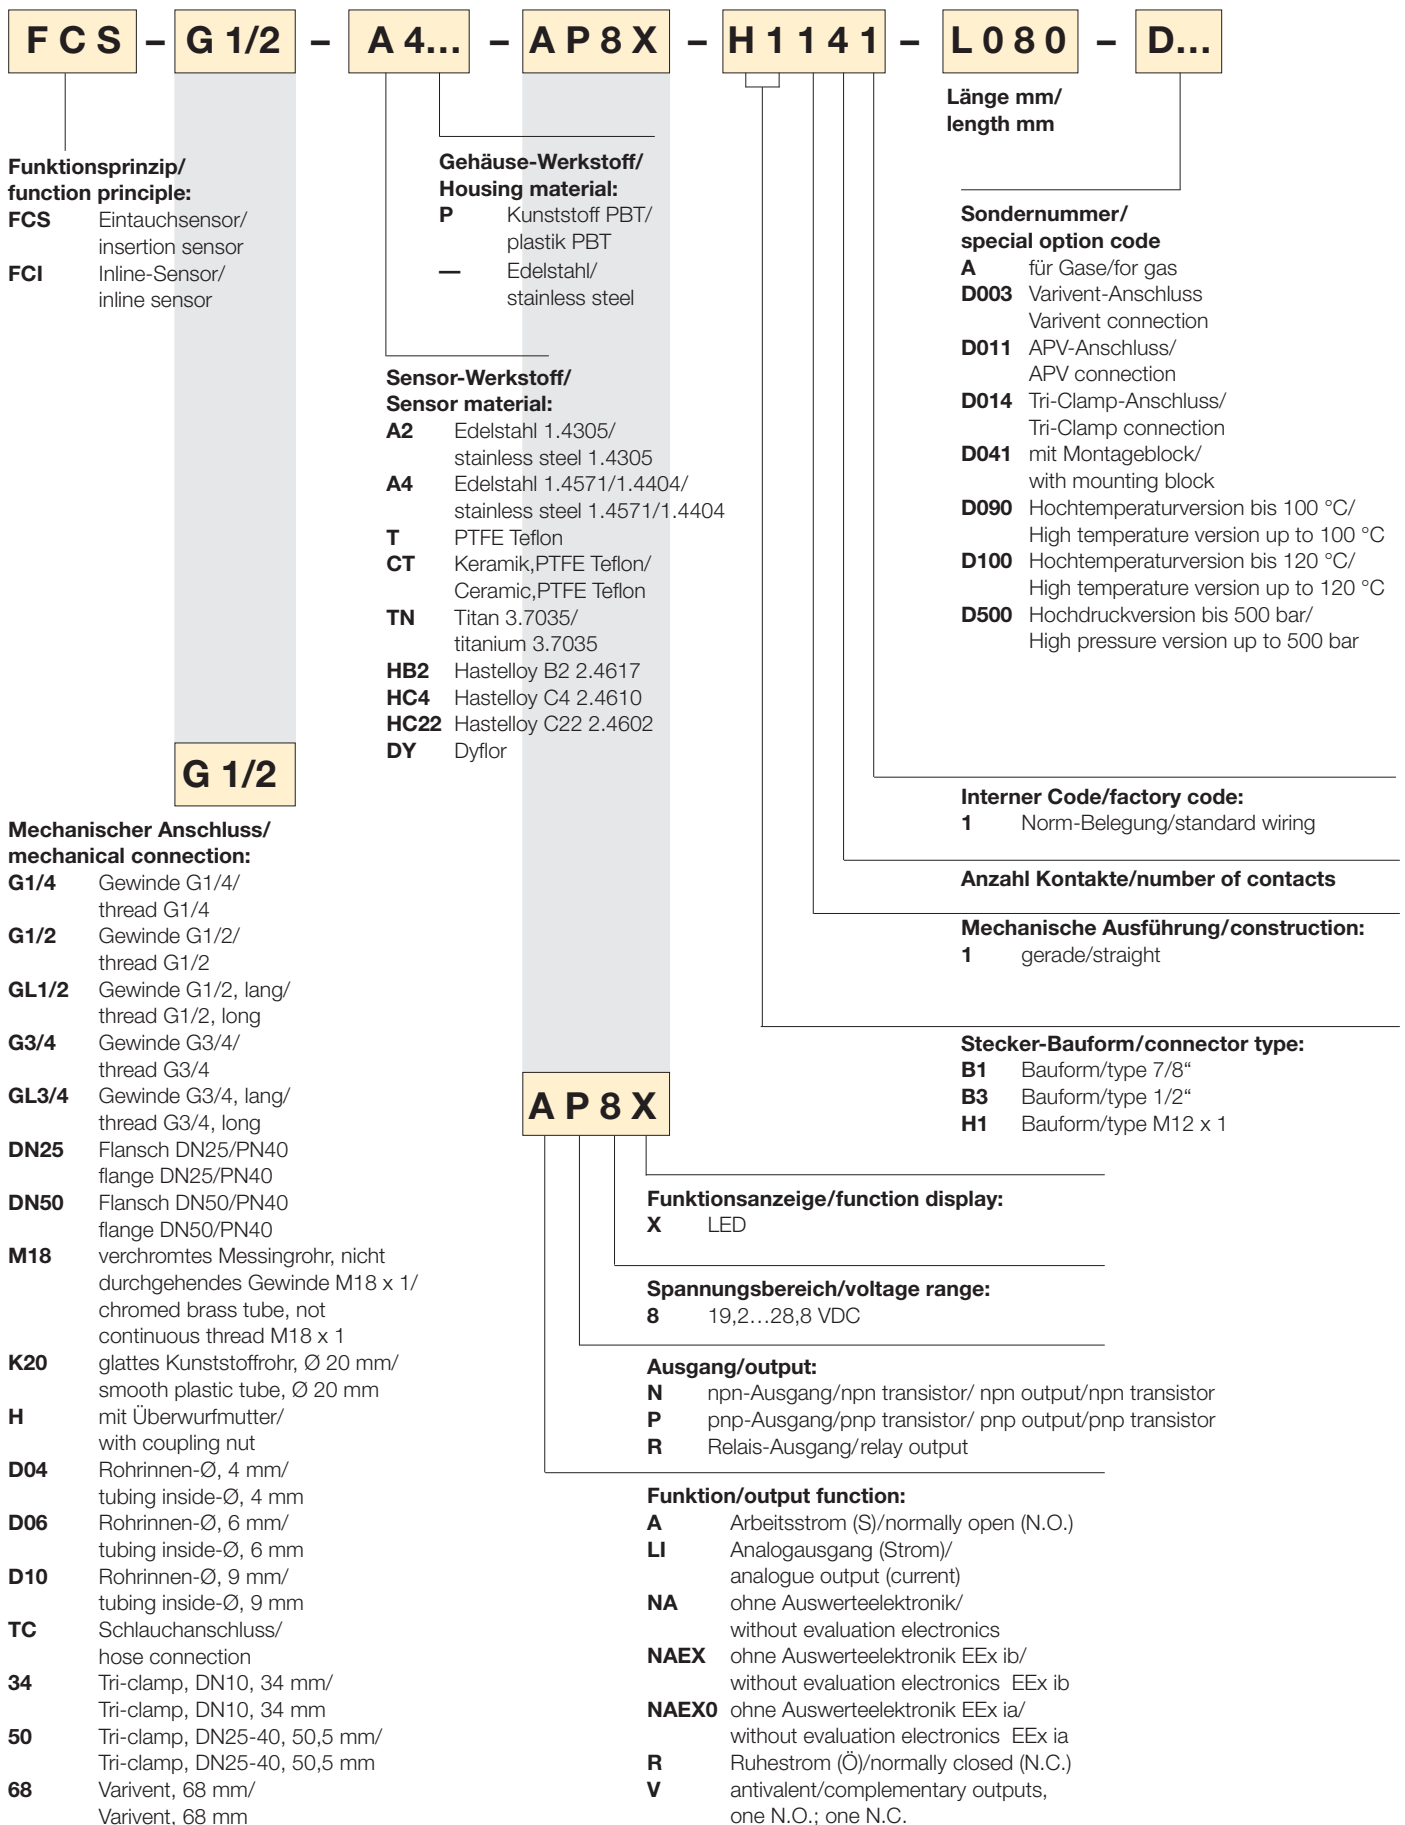 FCS – G 1/2 – A 4... – A P 8 X – H 1 1 4 1 – L 0 8 0 – D...
Länge mm/
length mm
Funktionsprinzip/
function principle:
FCS Eintauchsensor/
insertion sensor
FCI Inline-Sensor/
inline sensor
Gehäuse-Werkstoff/
Housing material:
P Kunststoff PBT/
plastik PBT
— Edelstahl/
stainless steel
Sensor-Werkstoff/
Sensor material:
A2 Edelstahl 1.4305/
stainless steel 1.4305
A4 Edelstahl 1.4571/1.4404/
stainless steel 1.4571/1.4404
T PTFE Teflon
CT Keramik,PTFE Teflon/
Ceramic,PTFE Teflon
TN Titan 3.7035/
titanium 3.7035
HB2 Hastelloy B2 2.4617
HC4 Hastelloy C4 2.4610
HC22 Hastelloy C22 2.4602
DY Dyflor
Sondernummer/
special option code
A für Gase/for gas
D003 Varivent-Anschluss
Varivent connection
D011 APV-Anschluss/
APV connection
D014 Tri-Clamp-Anschluss/
Tri-Clamp connection
D041 mit Montageblock/
with mounting block
D090 Hochtemperaturversion bis 100 °C/
High temperature version up to 100 °C
D100 Hochtemperaturversion bis 120 °C/
High temperature version up to 120 °C
D500 Hochdruckversion bis 500 bar/
High pressure version up to 500 bar
Interner Code/factory code:
1 Norm-Belegung/standard wiring
Anzahl Kontakte/number of contacts
Mechanische Ausführung/construction:
1 gerade/straight
Stecker-Bauform/connector type:
B1 Bauform/type 7/8“
B3 Bauform/type 1/2“
H1 Bauform/type M12 x 1
G 1/2
Mechanischer Anschluss/
mechanical connection:
G1/4 Gewinde G1/4/
thread G1/4
G1/2 Gewinde G1/2/
thread G1/2
GL1/2 Gewinde G1/2, lang/
thread G1/2, long
G3/4 Gewinde G3/4/
thread G3/4
GL3/4 Gewinde G3/4, lang/
thread G3/4, long
DN25 Flansch DN25/PN40
flange DN25/PN40
DN50 Flansch DN50/PN40
flange DN50/PN40
M18 verchromtes Messingrohr, nicht
durchgehendes Gewinde M18 x 1/
chromed brass tube, not
continuous thread M18 x 1
K20 glattes Kunststoffrohr, Ø 20 mm/
smooth plastic tube, Ø 20 mm
H mit Überwurfmutter/
with coupling nut
D04 Rohrinnen-Ø, 4 mm/
tubing inside-Ø, 4 mm
D06 Rohrinnen-Ø, 6 mm/
tubing inside-Ø, 6 mm
D10 Rohrinnen-Ø, 9 mm/
tubing inside-Ø, 9 mm
TC Schlauchanschluss/
hose connection
34 Tri-clamp, DN10, 34 mm/
Tri-clamp, DN10, 34 mm
50 Tri-clamp, DN25-40, 50,5 mm/
Tri-clamp, DN25-40, 50,5 mm
68 Varivent, 68 mm/
Varivent, 68 mm
A P 8 X
Funktionsanzeige/function display:
X LED
Spannungsbereich/voltage range:
8 19,2…28,8 VDC
Ausgang/output:
N npn-Ausgang/npn transistor/ npn output/npn transistor
P pnp-Ausgang/pnp transistor/ pnp output/pnp transistor
R Relais-Ausgang/relay output
Funktion/output function:
A Arbeitsstrom (S)/normally open (N.O.)
LI Analogausgang (Strom)/
analogue output (current)
NA ohne Auswerteelektronik/
without evaluation electronics
NAEX ohne Auswerteelektronik EEx ib/
without evaluation electronics EEx ib
NAEX0 ohne Auswerteelektronik EEx ia/
without evaluation electronics EEx ia
R Ruhestrom (Ö)/normally closed (N.C.)
V antivalent/complementary outputs,
one N.O.; one N.C.